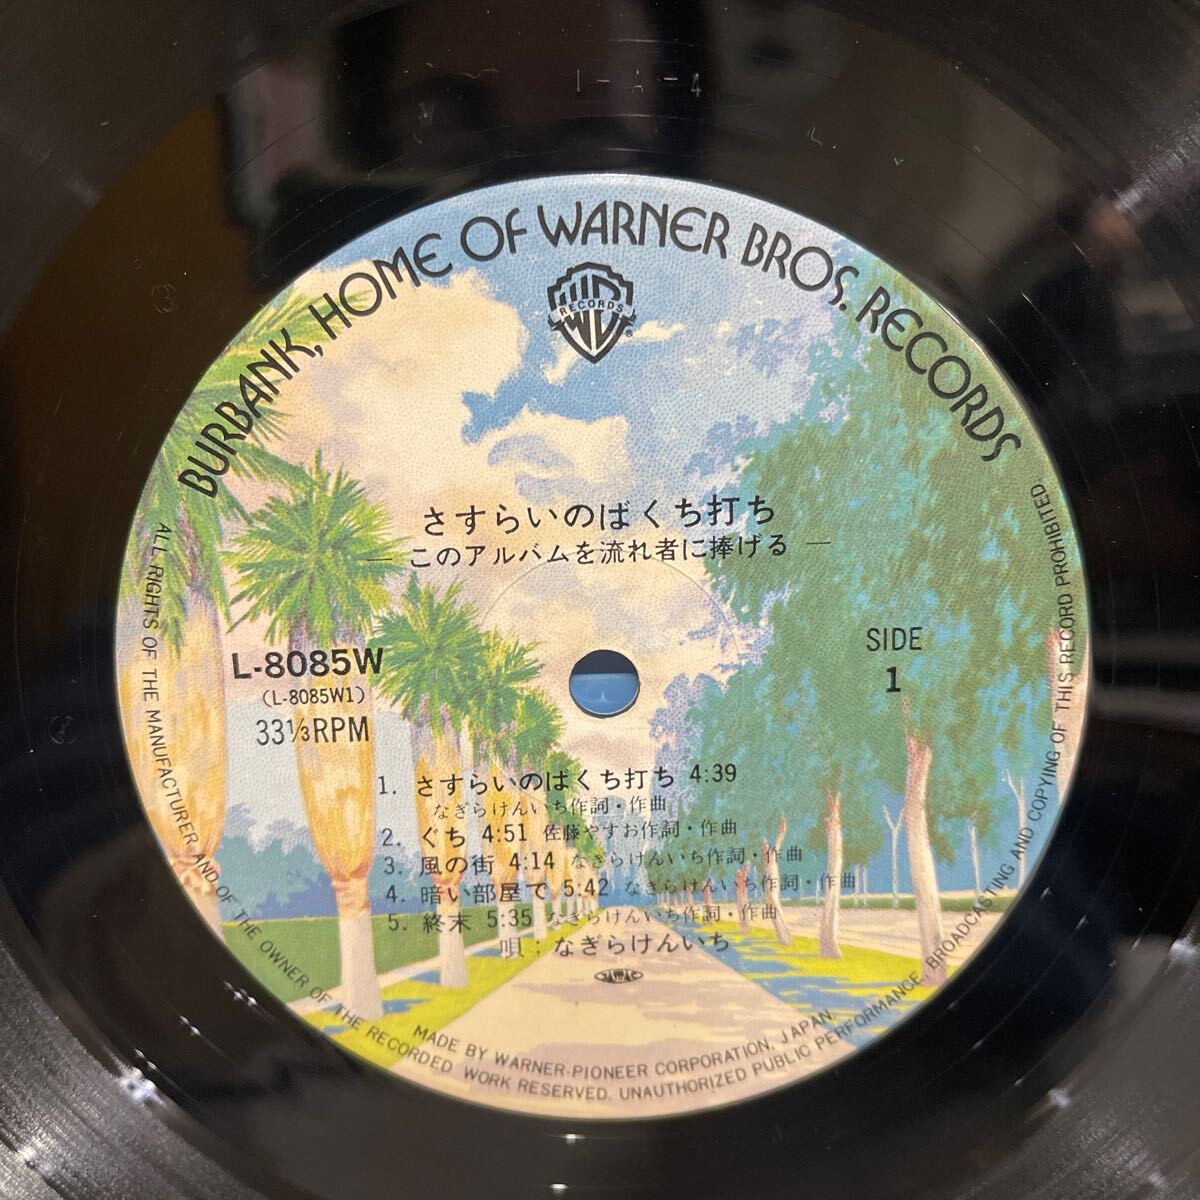 1-A-4
BURBANK, HOME OF WARNER BROS. RECORDS
RECORDS
®
さすらいのばくち打ち
― このアルバムを流れ者に捧げる ―
L-8085W
(L-8085W1)
33⅓RPM
SIDE
1
1. さすらいのばくち打ち 4:39
なぎらけんいち作詞・作曲
2. ぐち 4:51 佐藤やすお作詞・作曲
3. 風の街 4:14 なぎらけんいち作詞・作曲
4. 暗い部屋で 5:42 なぎらけんいち作詞・作曲
5. 終末 5:35 なぎらけんいち作詞・作曲
唄：なぎらけんいち
MADE BY WARNER-PIONEER CORPORATION, JAPAN.
ALL RIGHTS OF THE MANUFACTURER AND OF THE OWNER OF THE RECORDED WORK RESERVED. UNAUTHORIZED PUBLIC PERFORMANCE, BROADCASTING AND COPYING OF THIS RECORD PROHIBITED.